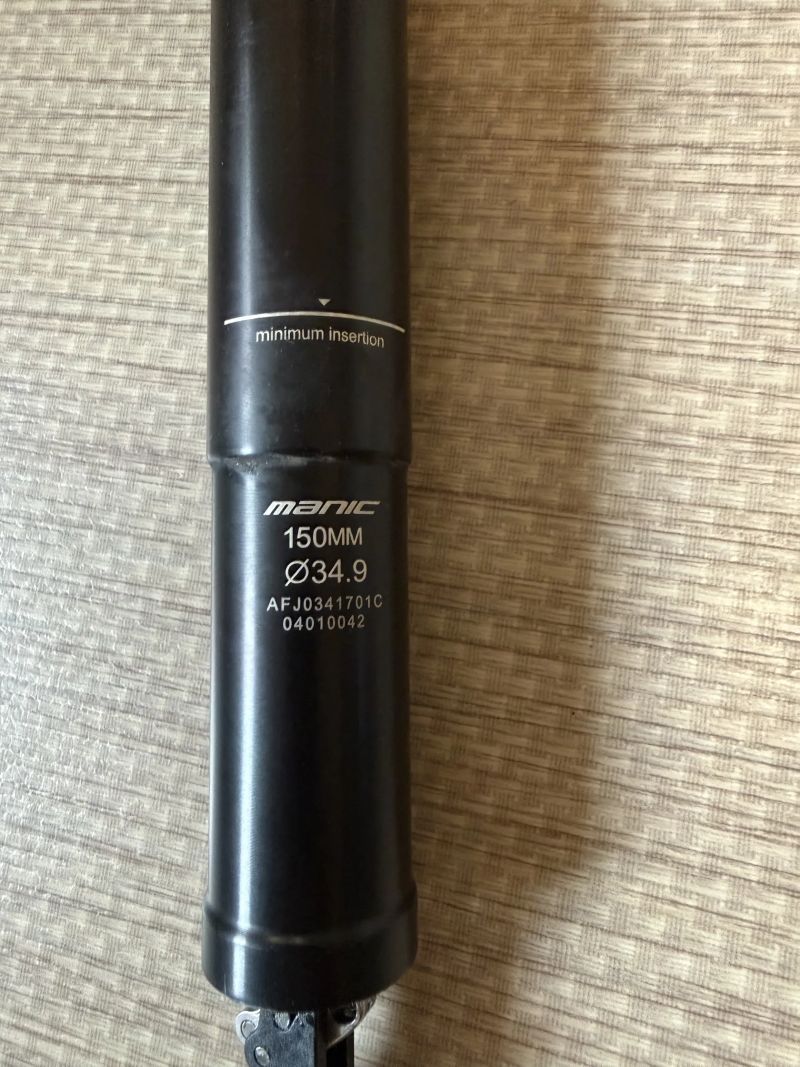 minimum insertion
manic
150MM
Ø34.9
AFJ0341701C
04010042